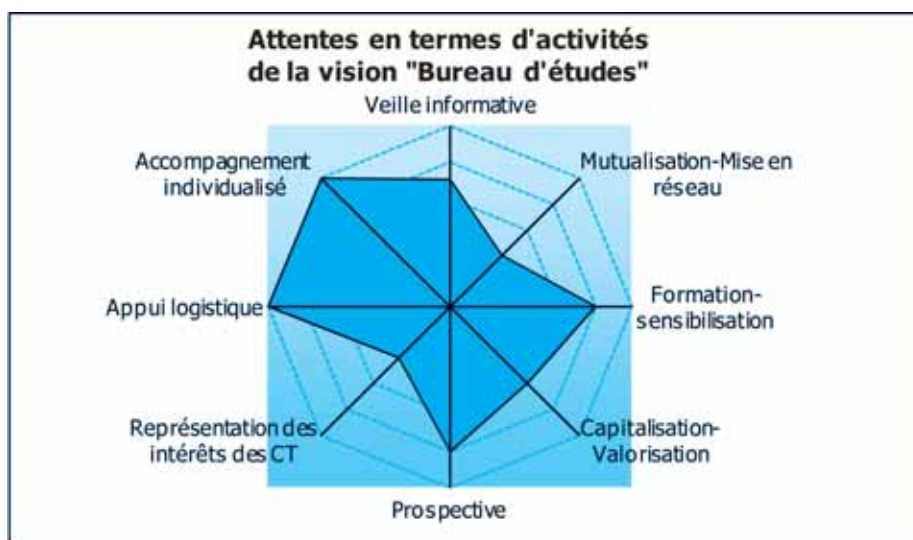 Attentes en termes d'activités
de la vision "Bureau d'études"
Veille informative
Mutualisation-Mise en
réseau
Formation-
sensibilisation
Capitalisation-
Valorisation
Prospective
Représentation des
intérêts des CT
Appui logistique
Accompagnement
individualisé